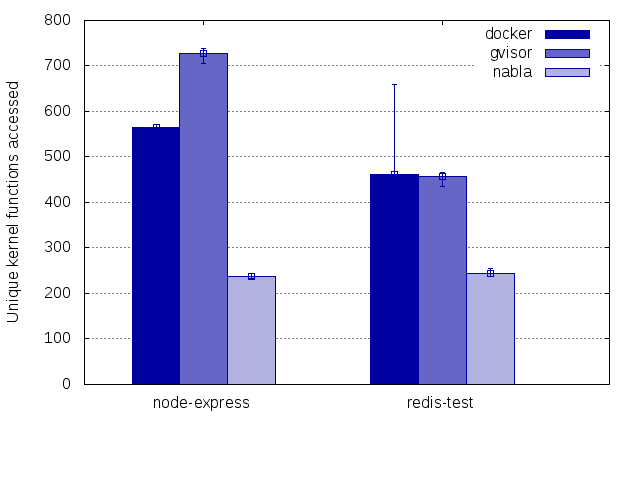 800
700
600
500
400
300
200
100
0
Unique kernel functions accessed
docker
gvisor
nabla
node-express
redis-test